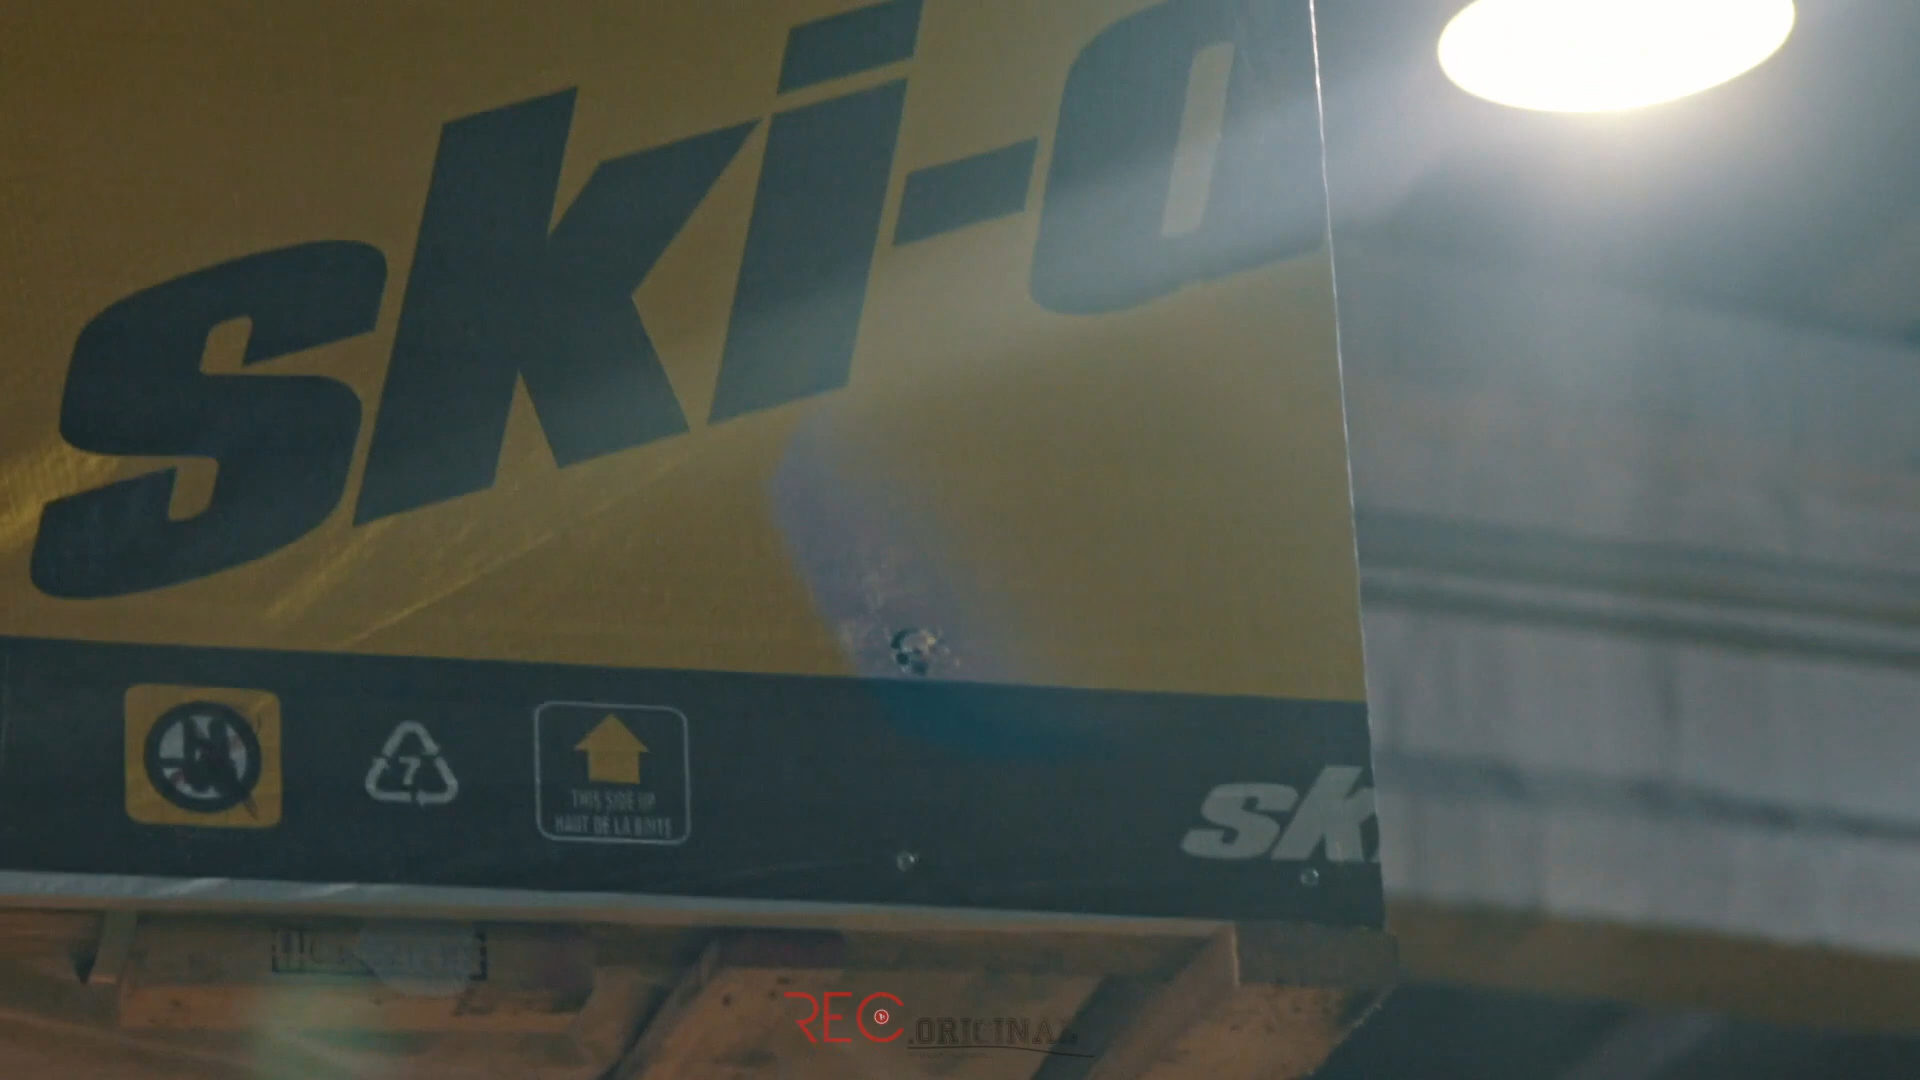 ski-d
7
THIS SIDE UP
HAUT DE LA BOITE
sk
REC.ORIGINAL